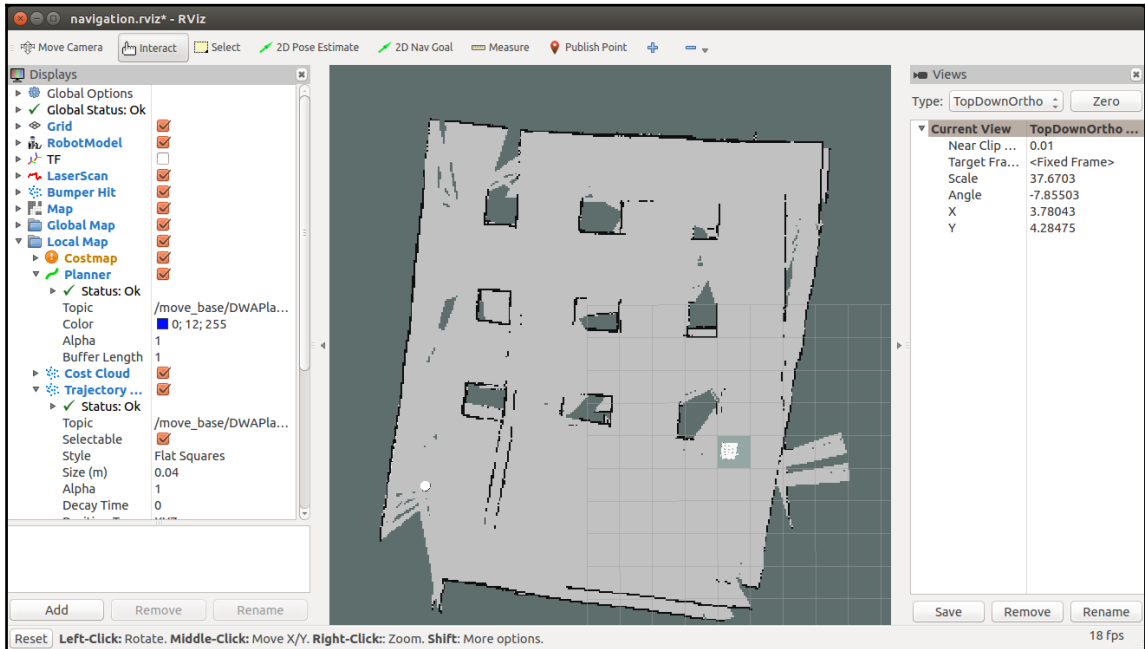 navigation.rviz* - RViz
Move Camera Interact Select 2D Pose Estimate 2D Nav Goal Measure Publish Point
Displays
Global Options
Global Status: Ok
Grid
RobotModel
TF
LaserScan
Bumper Hit
Map
Global Map
Local Map
Costmap
Planner
Status: Ok
Topic /move_base/DWAPla...
Color 0; 12; 255
Alpha 1
Buffer Length 1
Cost Cloud
Trajectory ...
Status: Ok
Topic /move_base/DWAPla...
Selectable
Style Flat Squares
Size (m) 0.04
Alpha 1
Decay Time 0
Add Remove Rename
Views
Type: TopDownOrtho Zero
Current View TopDownOrtho ...
Near Clip ... 0.01
Target Fra... <Fixed Frame>
Scale 37.6703
Angle -7.85503
X 3.78043
Y 4.28475
Save Remove Rename
Reset Left-Click: Rotate. Middle-Click: Move X/Y. Right-Click:: Zoom. Shift: More options. 18 fps